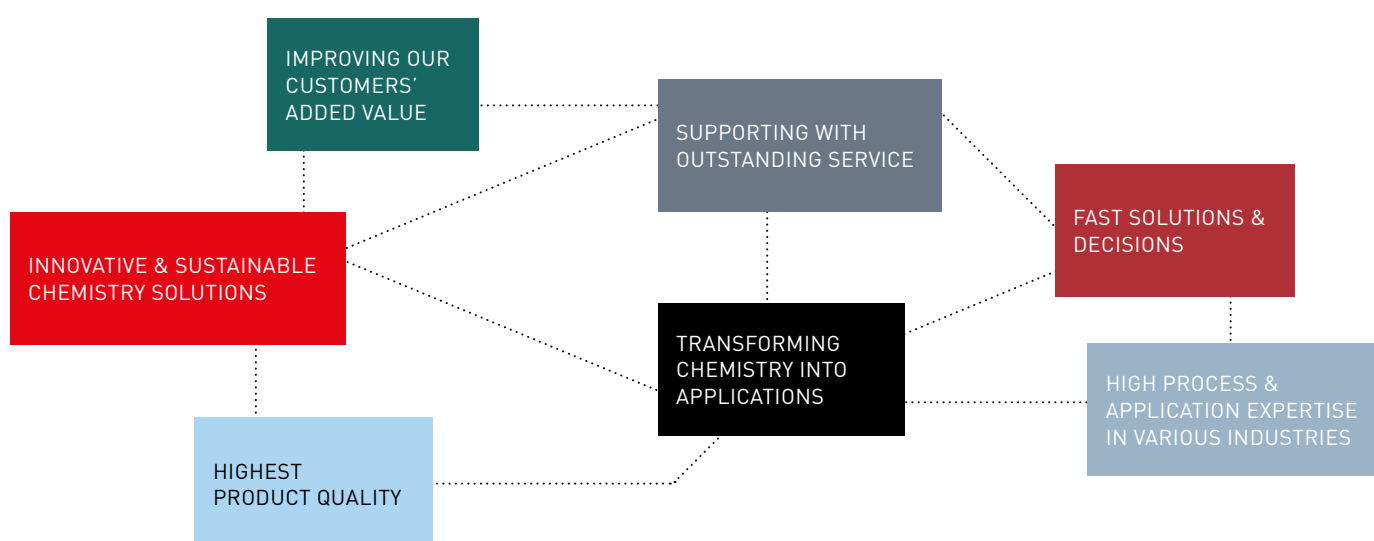 IMPROVING OUR
CUSTOMERS’
ADDED VALUE
SUPPORTING WITH
OUTSTANDING SERVICE
FAST SOLUTIONS &
DECISIONS
INNOVATIVE & SUSTAINABLE
CHEMISTRY SOLUTIONS
TRANSFORMING
CHEMISTRY INTO
APPLICATIONS
HIGH PROCESS &
APPLICATION EXPERTISE
IN VARIOUS INDUSTRIES
HIGHEST
PRODUCT QUALITY